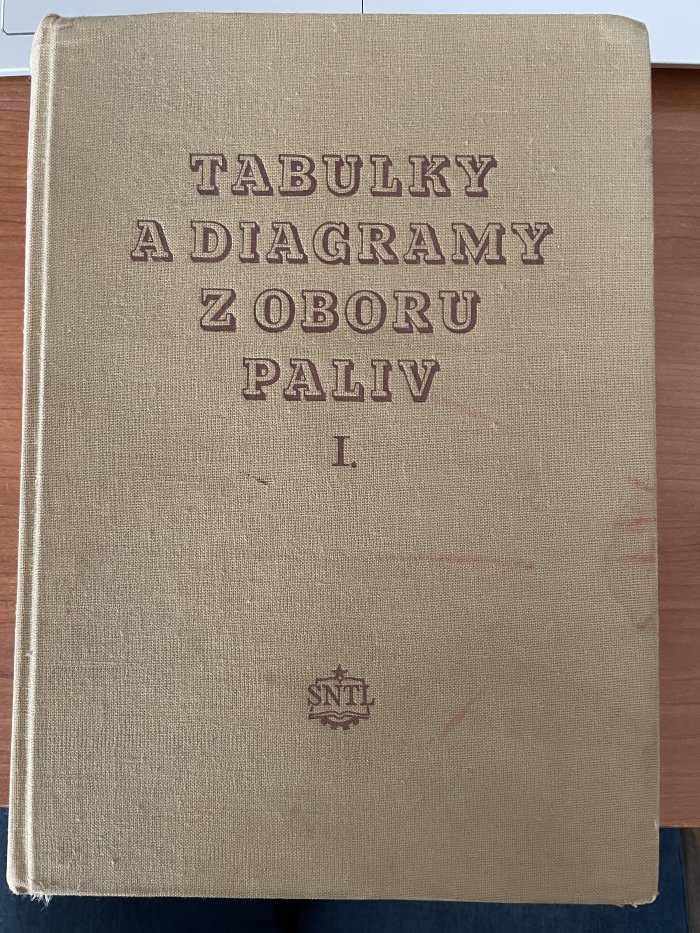 TABULKY
A DIAGRAMY
Z OBORU
PALIV
I.
SNTL